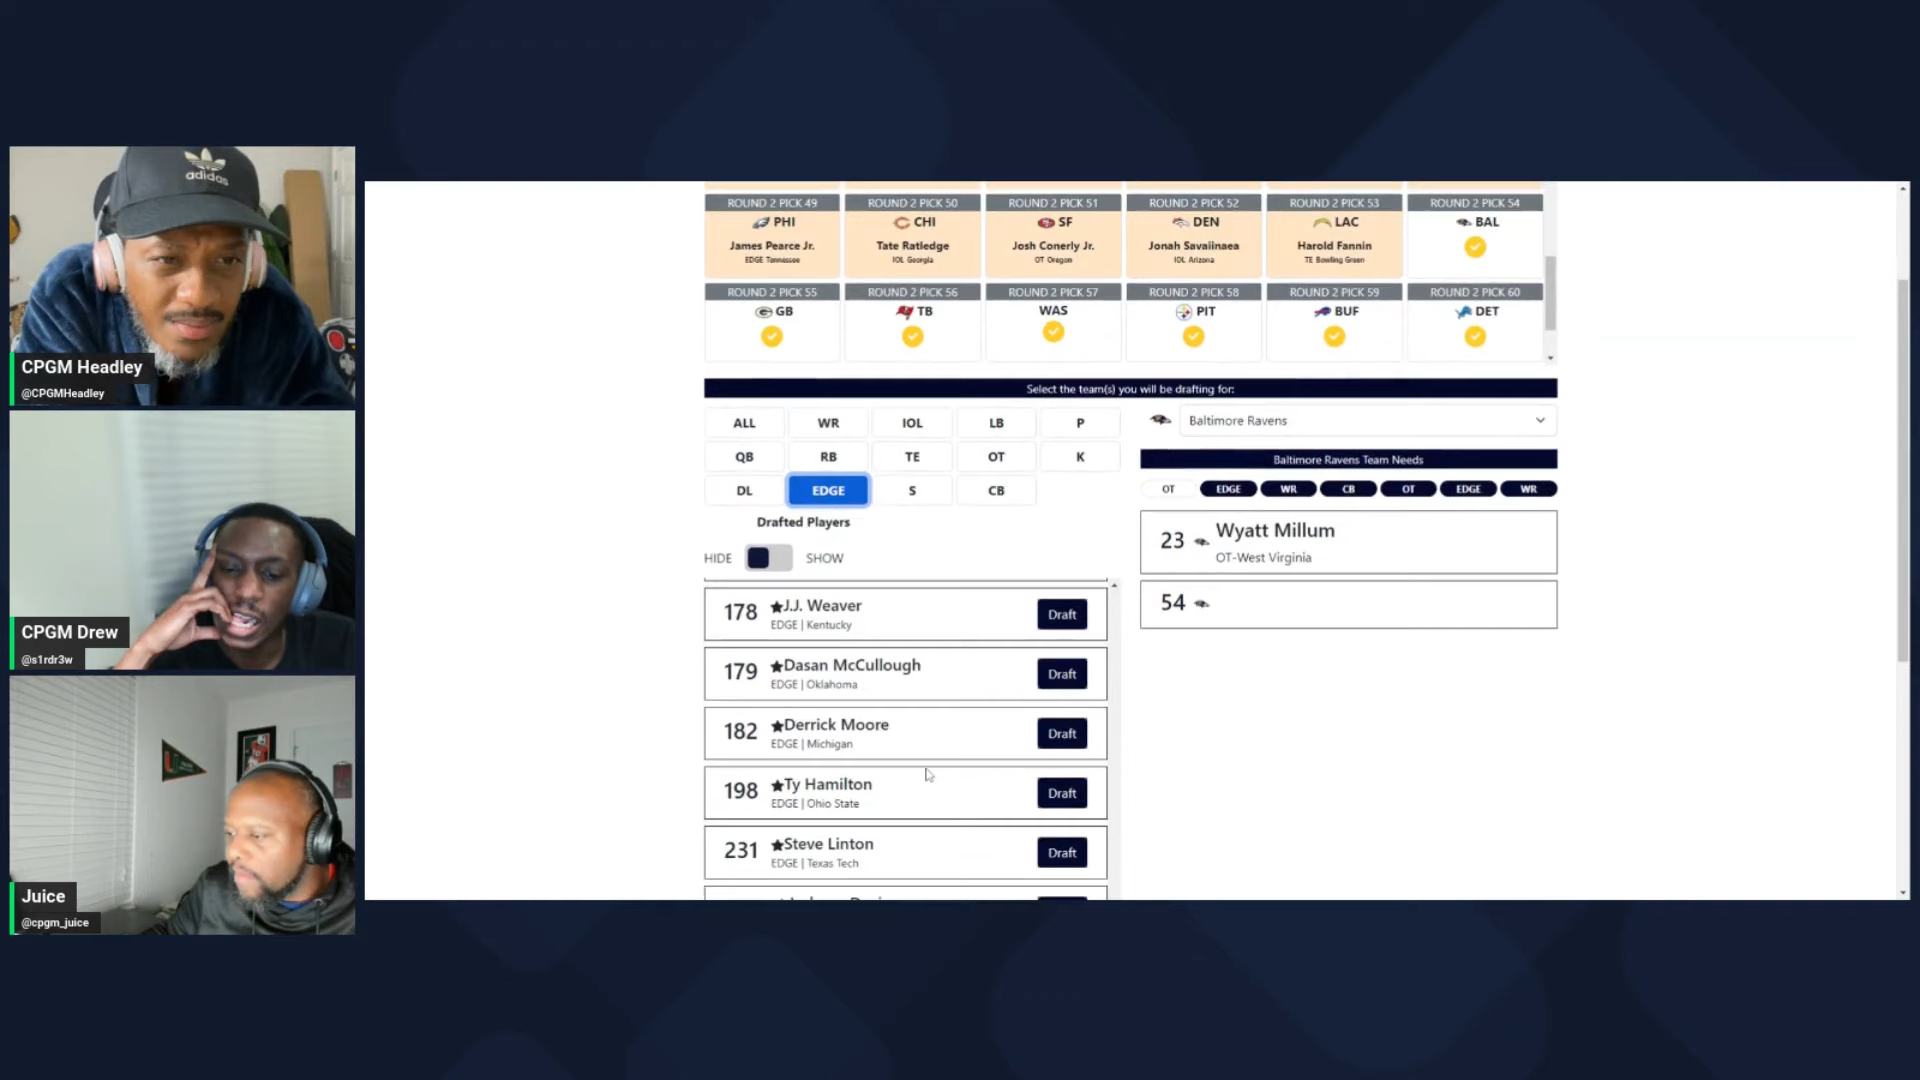 adidas
CPGM Headley
@CPGMHeadley
CPGM Drew
@s1rdr3w
Juice
@cpgm_juice
ROUND 2 PICK 49
PHI
James Pearce Jr.
EDGE Tennessee
ROUND 2 PICK 50
CHI
Tate Ratledge
IOL Georgia
ROUND 2 PICK 51
SF
Josh Conerly Jr.
OT Oregon
ROUND 2 PICK 52
DEN
Jonah Savaiinaea
IOL Arizona
ROUND 2 PICK 53
LAC
Harold Fannin
TE Bowling Green
ROUND 2 PICK 54
BAL
ROUND 2 PICK 55
GB
ROUND 2 PICK 56
TB
ROUND 2 PICK 57
WAS
ROUND 2 PICK 58
PIT
ROUND 2 PICK 59
BUF
ROUND 2 PICK 60
DET
Select the team(s) you will be drafting for:
ALL WR IOL LB P
QB RB TE OT K
DL EDGE S CB
Drafted Players
HIDE SHOW
178 ★J.J. Weaver
EDGE | Kentucky
Draft
179 ★Dasan McCullough
EDGE | Oklahoma
Draft
182 ★Derrick Moore
EDGE | Michigan
Draft
198 ★Ty Hamilton
EDGE | Ohio State
Draft
231 ★Steve Linton
EDGE | Texas Tech
Draft
Baltimore Ravens
Baltimore Ravens Team Needs
OT EDGE WR CB OT EDGE WR
23 Wyatt Millum
OT-West Virginia
54